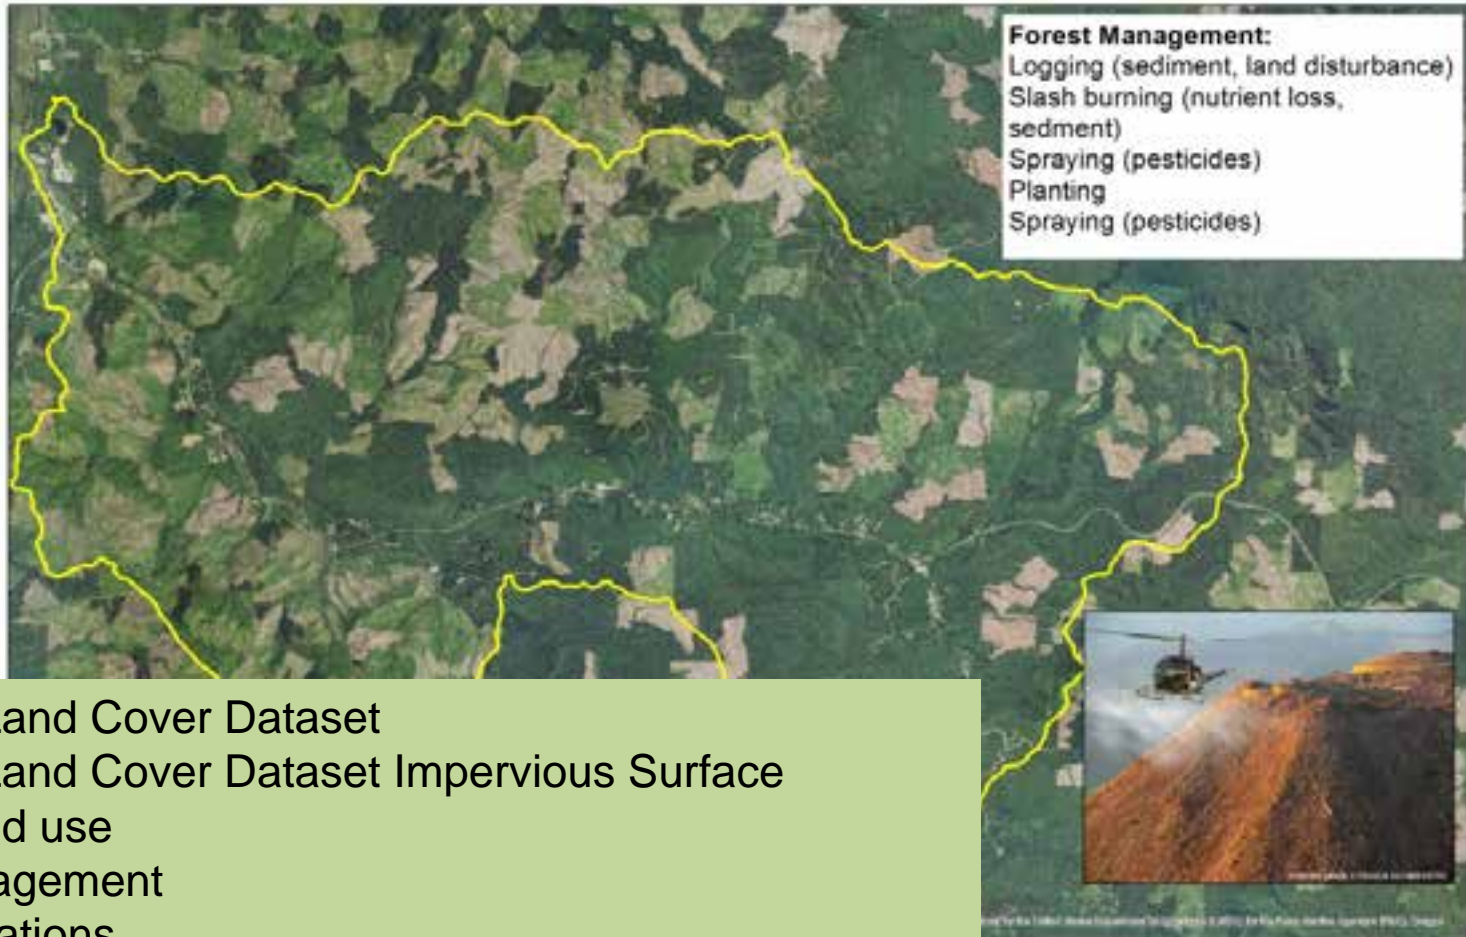 Forest Management:
Logging (sediment, land disturbance)
Slash burning (nutrient loss,
sedment)
Spraying (pesticides)
Planting
Spraying (pesticides)
and Cover Dataset
and Cover Dataset Impervious Surface
d use
agement
ations